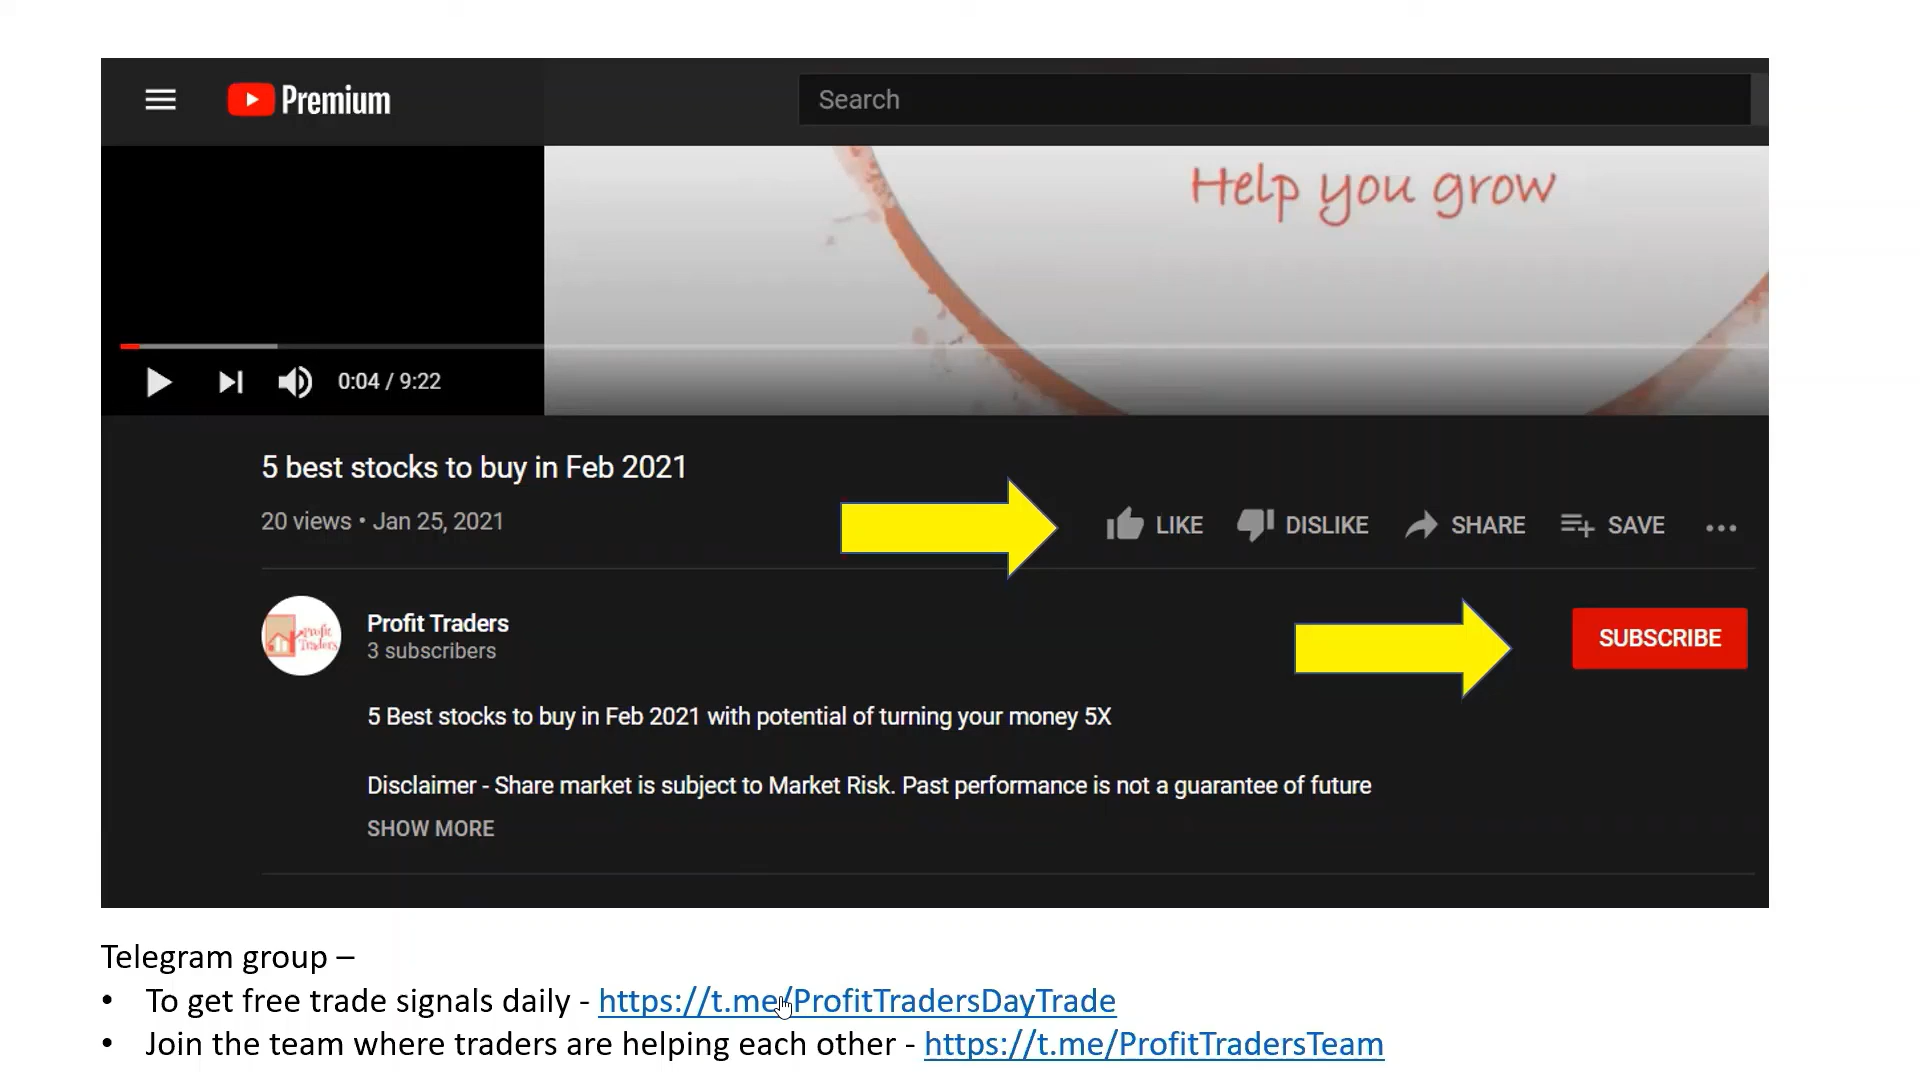 Premium
Search
Help you grow
0:04 / 9:22
5 best stocks to buy in Feb 2021
20 views • Jan 25, 2021
LIKE DISLIKE SHARE SAVE
Profit Traders
Profit Traders
3 subscribers
SUBSCRIBE
5 Best stocks to buy in Feb 2021 with potential of turning your money 5X
Disclaimer - Share market is subject to Market Risk. Past performance is not a guarantee of future
SHOW MORE
Telegram group –
• To get free trade signals daily - https://t.me/ProfitTradersDayTrade
• Join the team where traders are helping each other - https://t.me/ProfitTradersTeam